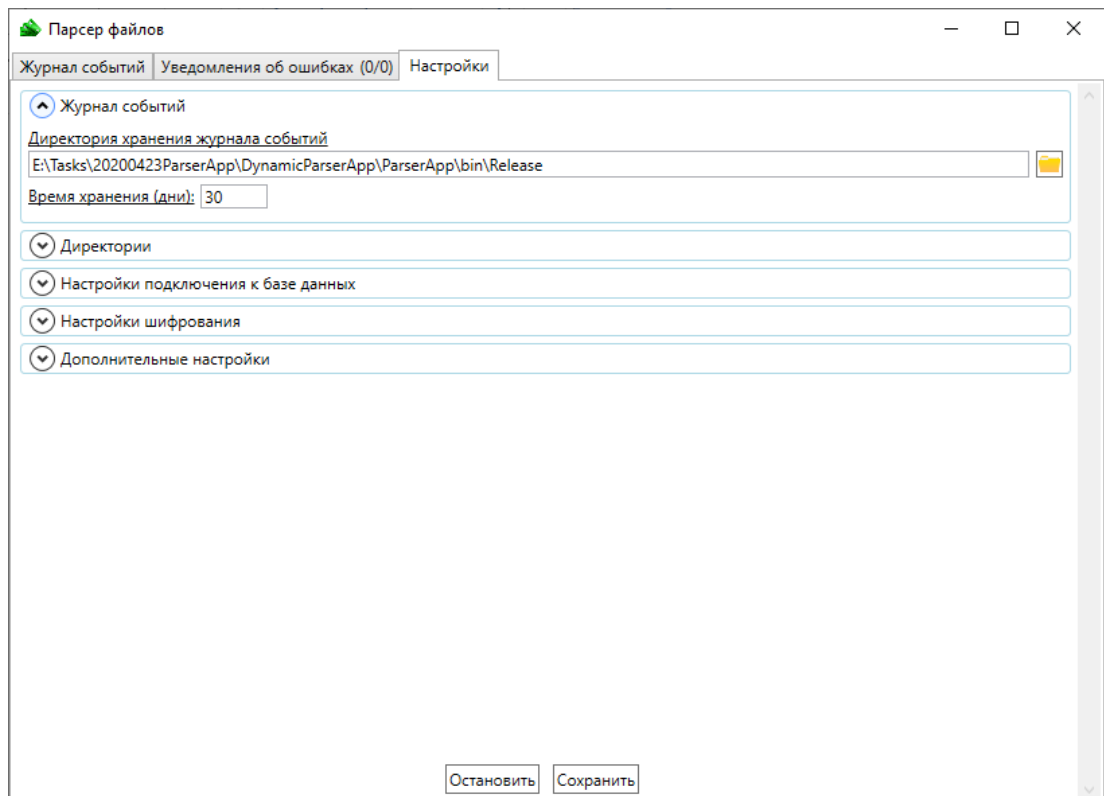 Парсер файлов
Журнал событий Уведомления об ошибках (0/0) Настройки
Журнал событий
Директория хранения журнала событий
E:\Tasks\20200423ParserApp\DynamicParserApp\ParserApp\bin\Release
Время хранения (дни): 30
Директории
Настройки подключения к базе данных
Настройки шифрования
Дополнительные настройки
Остановить Сохранить